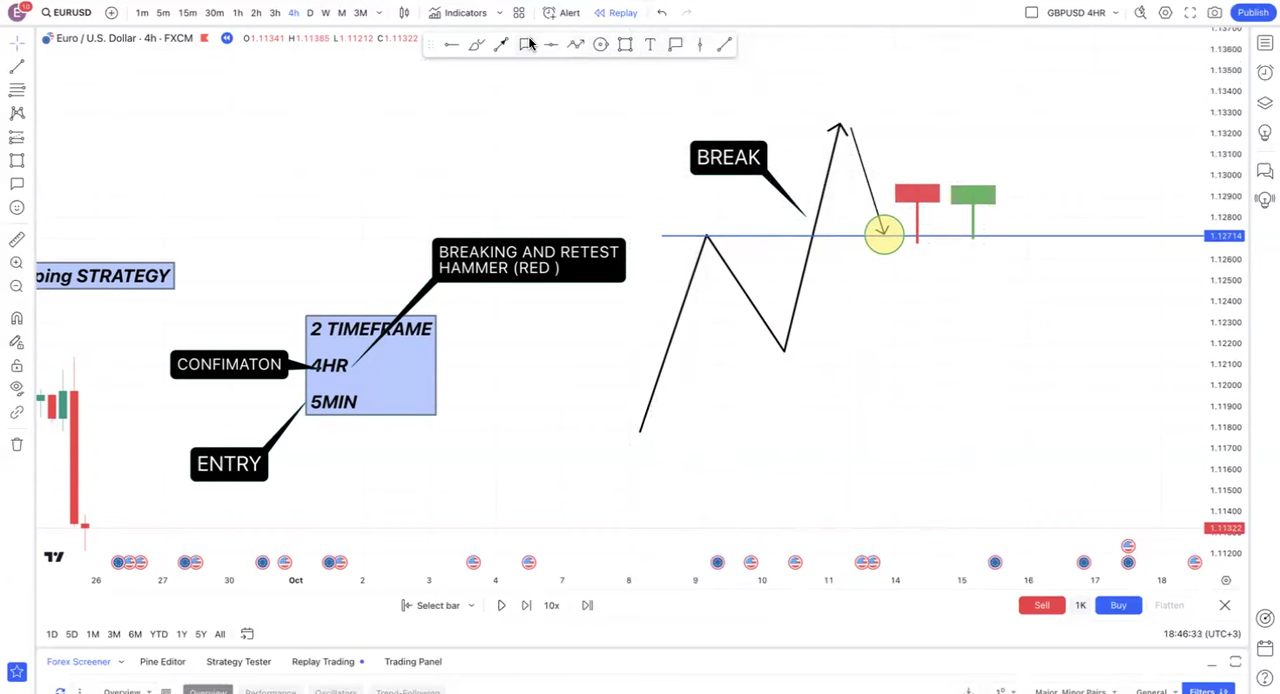 E
10
EURUSD
1m 5m 15m 30m 1h 2h 3h 4h D W M 3M
Indicators
Alert
Replay
GBPUSD 4HR
Publish
Euro / U.S. Dollar · 4h · FXCM
O1.11341 H1.11385 L1.11212 C1.11322
T
1.13600
1.13500
1.13400
1.13300
1.13200
1.13100
1.13000
1.12900
1.12800
1.12714
1.12600
1.12500
1.12400
1.12300
1.12200
1.12100
1.12000
1.11900
1.11800
1.11700
1.11600
1.11500
1.11400
1.11322
1.11200
BREAK
BREAKING AND RETEST
HAMMER (RED )
ping STRATEGY
2 TIMEFRAME
4HR
5MIN
CONFIMATON
ENTRY
26 27 30 Oct 2 3 4 7 8 9 10 11 14 15 16 17 18
Select bar
10x
Sell
1K
Buy
Flatten
1D 5D 1M 3M 6M YTD 1Y 5Y All
18:46:33 (UTC+3)
Forex Screener
Pine Editor
Strategy Tester
Replay Trading
Trading Panel
Overview
Overview
Performance
Oscillators
Trend-Following
Major, Minor Pairs
General
Filters